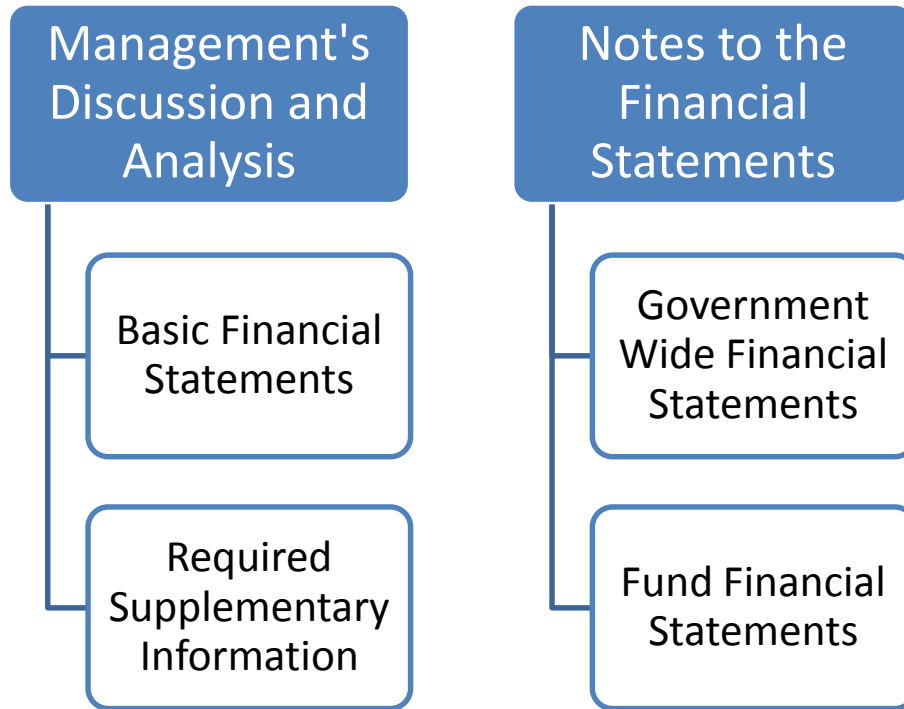 Management's
Discussion and
Analysis
Basic Financial
Statements
Required
Supplementary
Information
Notes to the
Financial
Statements
Government
Wide Financial
Statements
Fund Financial
Statements